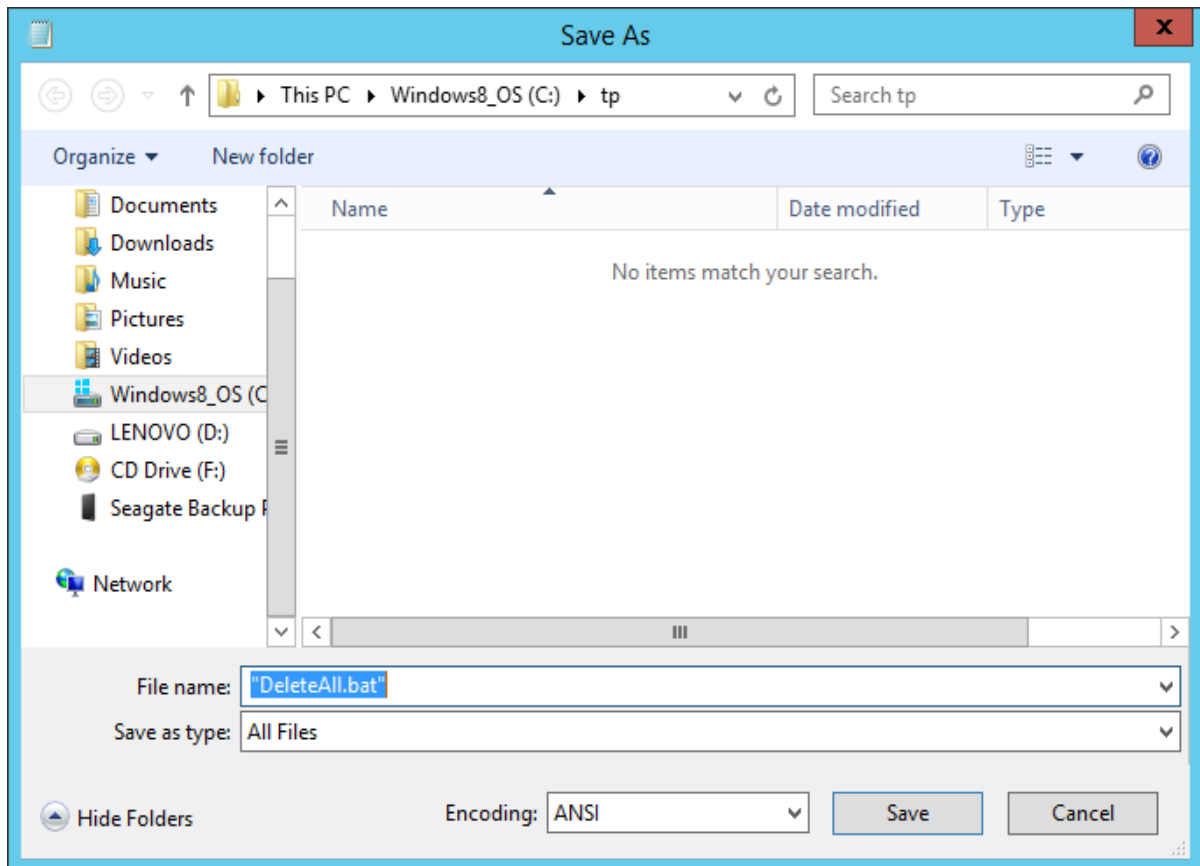 Save As
x
This PC Windows8_OS (C:) tp Search tp
Organize New folder
Documents Name Date modified Type
Downloads
No items match your search.
Music
Pictures
Videos
Windows8_OS (C
LENOVO (D:)
CD Drive (F:)
Seagate Backup
Network
File name: "DeleteAll.bat"
Save as type: All Files
Hide Folders Encoding: ANSI Save Cancel